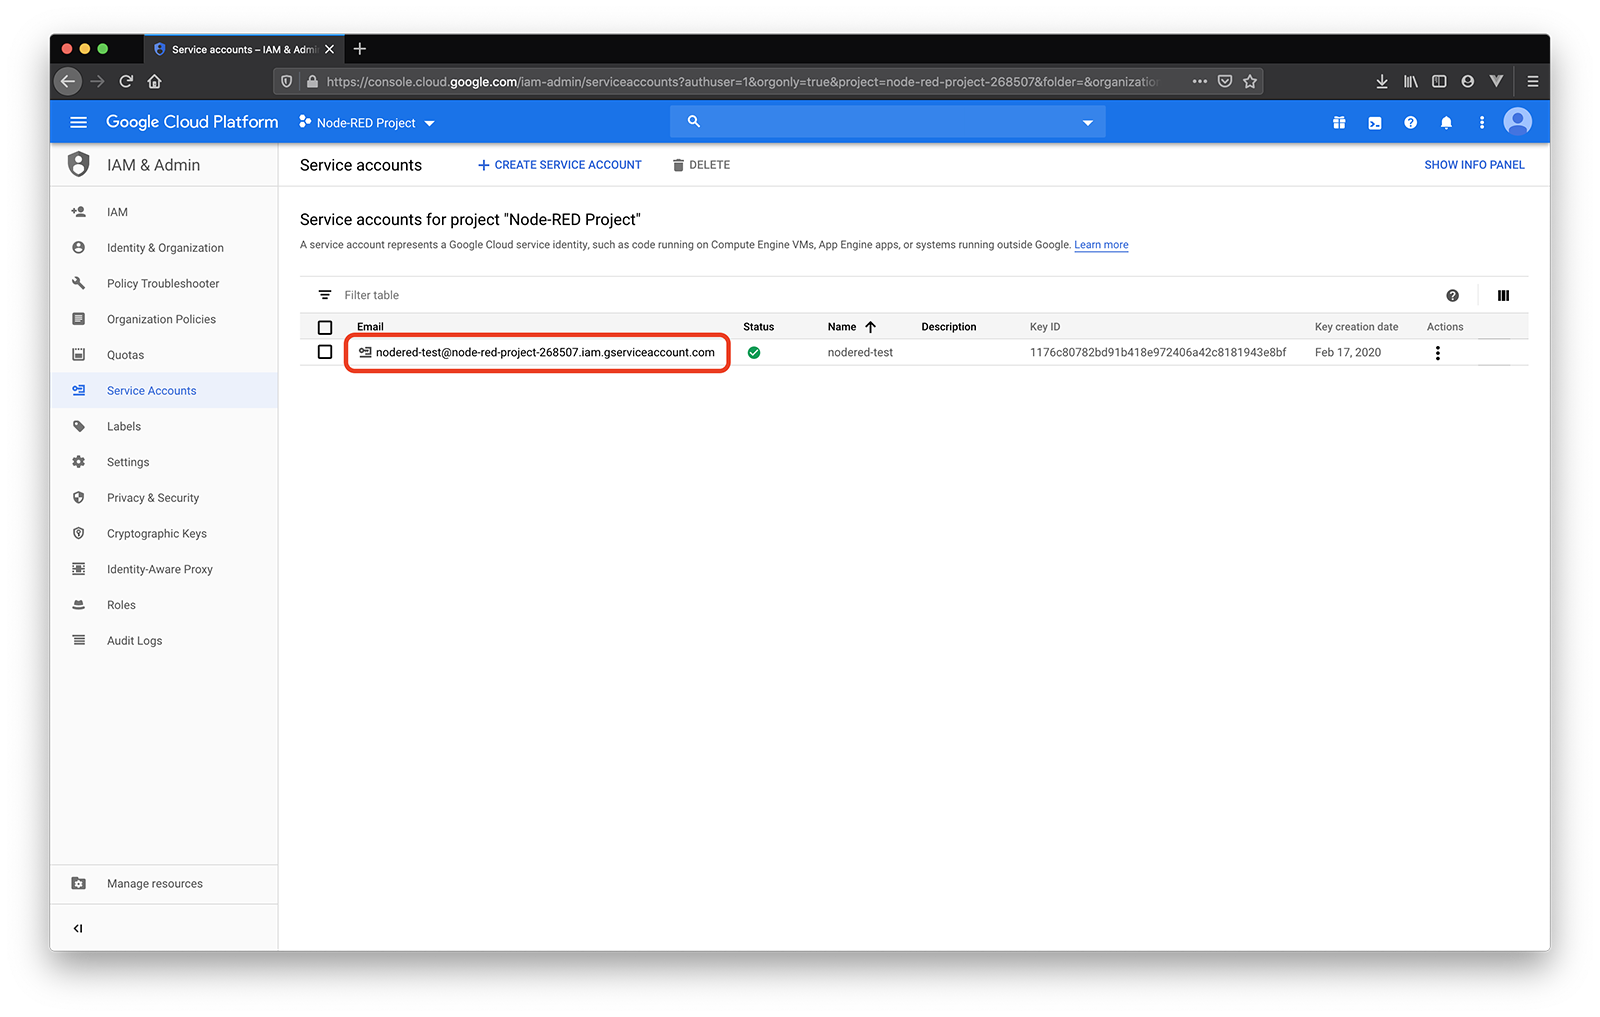 Service accounts – IAM & Admi
https://console.cloud.google.com/iam-admin/serviceaccounts?authuser=1&orgonly=true&project=node-red-project-268507&folder=&organizatio
Google Cloud Platform
Node-RED Project
IAM & Admin
Service accounts
CREATE SERVICE ACCOUNT
DELETE
SHOW INFO PANEL
IAM
Identity & Organization
Policy Troubleshooter
Organization Policies
Quotas
Service Accounts
Labels
Settings
Privacy & Security
Cryptographic Keys
Identity-Aware Proxy
Roles
Audit Logs
Manage resources
Service accounts for project "Node-RED Project"
A service account represents a Google Cloud service identity, such as code running on Compute Engine VMs, App Engine apps, or systems running outside Google. Learn more
Filter table
Email Status Name Description Key ID Key creation date Actions
nodered-test@node-red-project-268507.iam.gserviceaccount.com nodered-test 1176c80782bd91b418e972406a42c8181943e8bf Feb 17, 2020